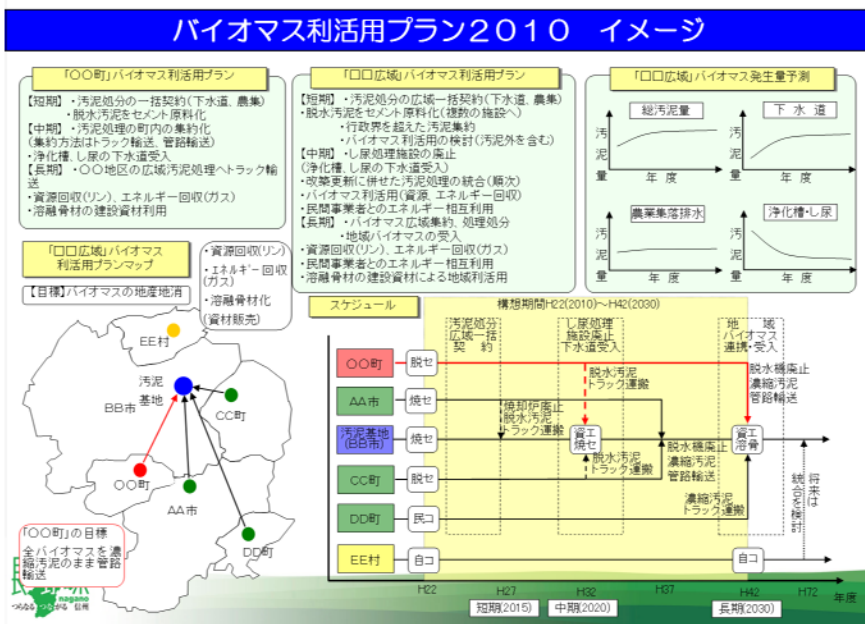 バイオマス利活用プラン2010　イメージ
「〇〇町」バイオマス利活用プラン
【短期】・汚泥処分の一括契約(下水道、農集)
・脱水汚泥をセメント原料化
【中期】・汚泥処理の町内の集約化
(集約方法はトラック輸送、管路輸送)
・浄化槽、し尿の下水道受入
【長期】・〇〇地区の広域汚泥処理へトラック輸
送
・資源回収(リン)、エネルギー回収(ガス)
・溶融骨材の建設資材利用
「□□広域」バイオマス利活用プラン
【短期】・汚泥処分の広域一括契約(下水道、農集)
・脱水汚泥をセメント原料化(複数の施設へ)
・行政界を超えた汚泥集約
・バイオマス利活用の検討(汚泥外を含む)
【中期】・し尿処理施設の廃止
(浄化槽、し尿の下水道受入)
・改築更新に併せた汚泥処理の統合(順次)
・バイオマス利活用(資源、エネルギー回収)
・民間事業者とのエネルギー相互利用
【長期】・バイオマス広域集約、処理処分
・地域バイオマスの受入
・資源回収(リン)、エネルギー回収(ガス)
・民間事業者とのエネルギー相互利用
・溶融骨材の建設資材による地域利活用
「□□広域」バイオマス発生量予測
総汚泥量
汚泥量
年度
下水道
汚泥量
年度
農業集落排水
汚泥量
年度
浄化槽・し尿
汚泥量
年度
「□□広域」バイオマス
利活用プランマップ
【目標】バイオマスの地産地消
・資源回収(リン)
・エネルギー回収
(ガス)
・溶融骨材化
(資材販売)
EE村
汚泥
基地
BB市
CC町
〇〇町
AA市
DD町
「〇〇町」の目標
全バイオマスを濃
縮汚泥のまま管路
輸送
nagano
つらなる つながる 信州
スケジュール
構想期間H22(2010)～H42(2030)
汚泥処分
広域一括
契約
し尿処理
施設廃止
下水道受入
地域
バイオマス
連携・受入
〇〇町
脱セ
脱水汚泥
トラック運搬
脱水機廃止
濃縮汚泥
管路輸送
AA市
焼セ
焼却炉廃止
脱水汚泥
トラック運搬
汚泥基地
(BB市)
焼セ
資エ
焼セ
脱水機廃止
濃縮汚泥
管路輸送
資エ
溶骨
CC町
脱セ
脱水汚泥
トラック運搬
DD町
民コ
濃縮汚泥
トラック運搬
将来は
統合を検討
EE村
自コ
自コ
H22
H27
H32
H37
H42
H72
年度
短期(2015)
中期(2020)
長期(2030)